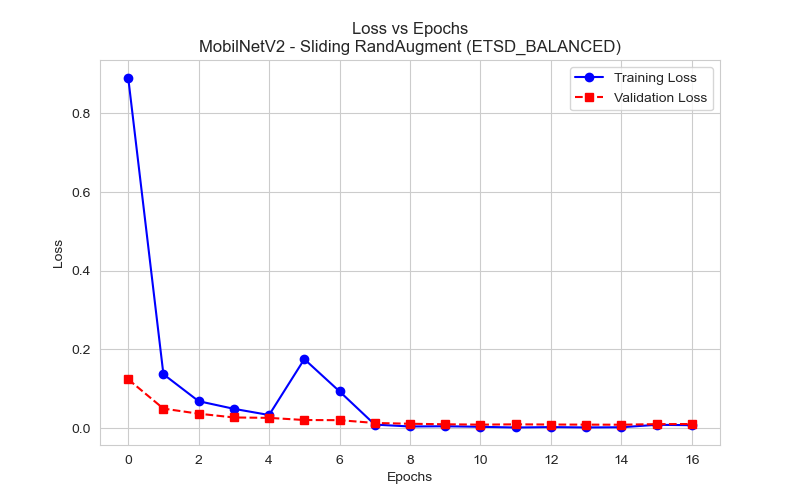 Loss vs Epochs
MobilNetV2 - Sliding RandAugment (ETSD_BALANCED)
Training Loss
Validation Loss
0.8
0.6
0.4
0.2
0.0
Loss
0 2 4 6 8 10 12 14 16
Epochs